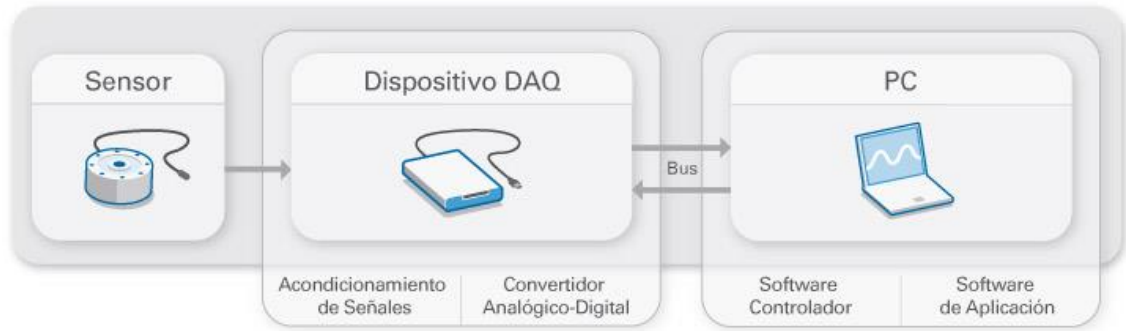 Sensor
Dispositivo DAQ
PC
Bus
Acondicionamiento
de Señales
Convertidor
Analógico-Digital
Software
Controlador
Software
de Aplicación